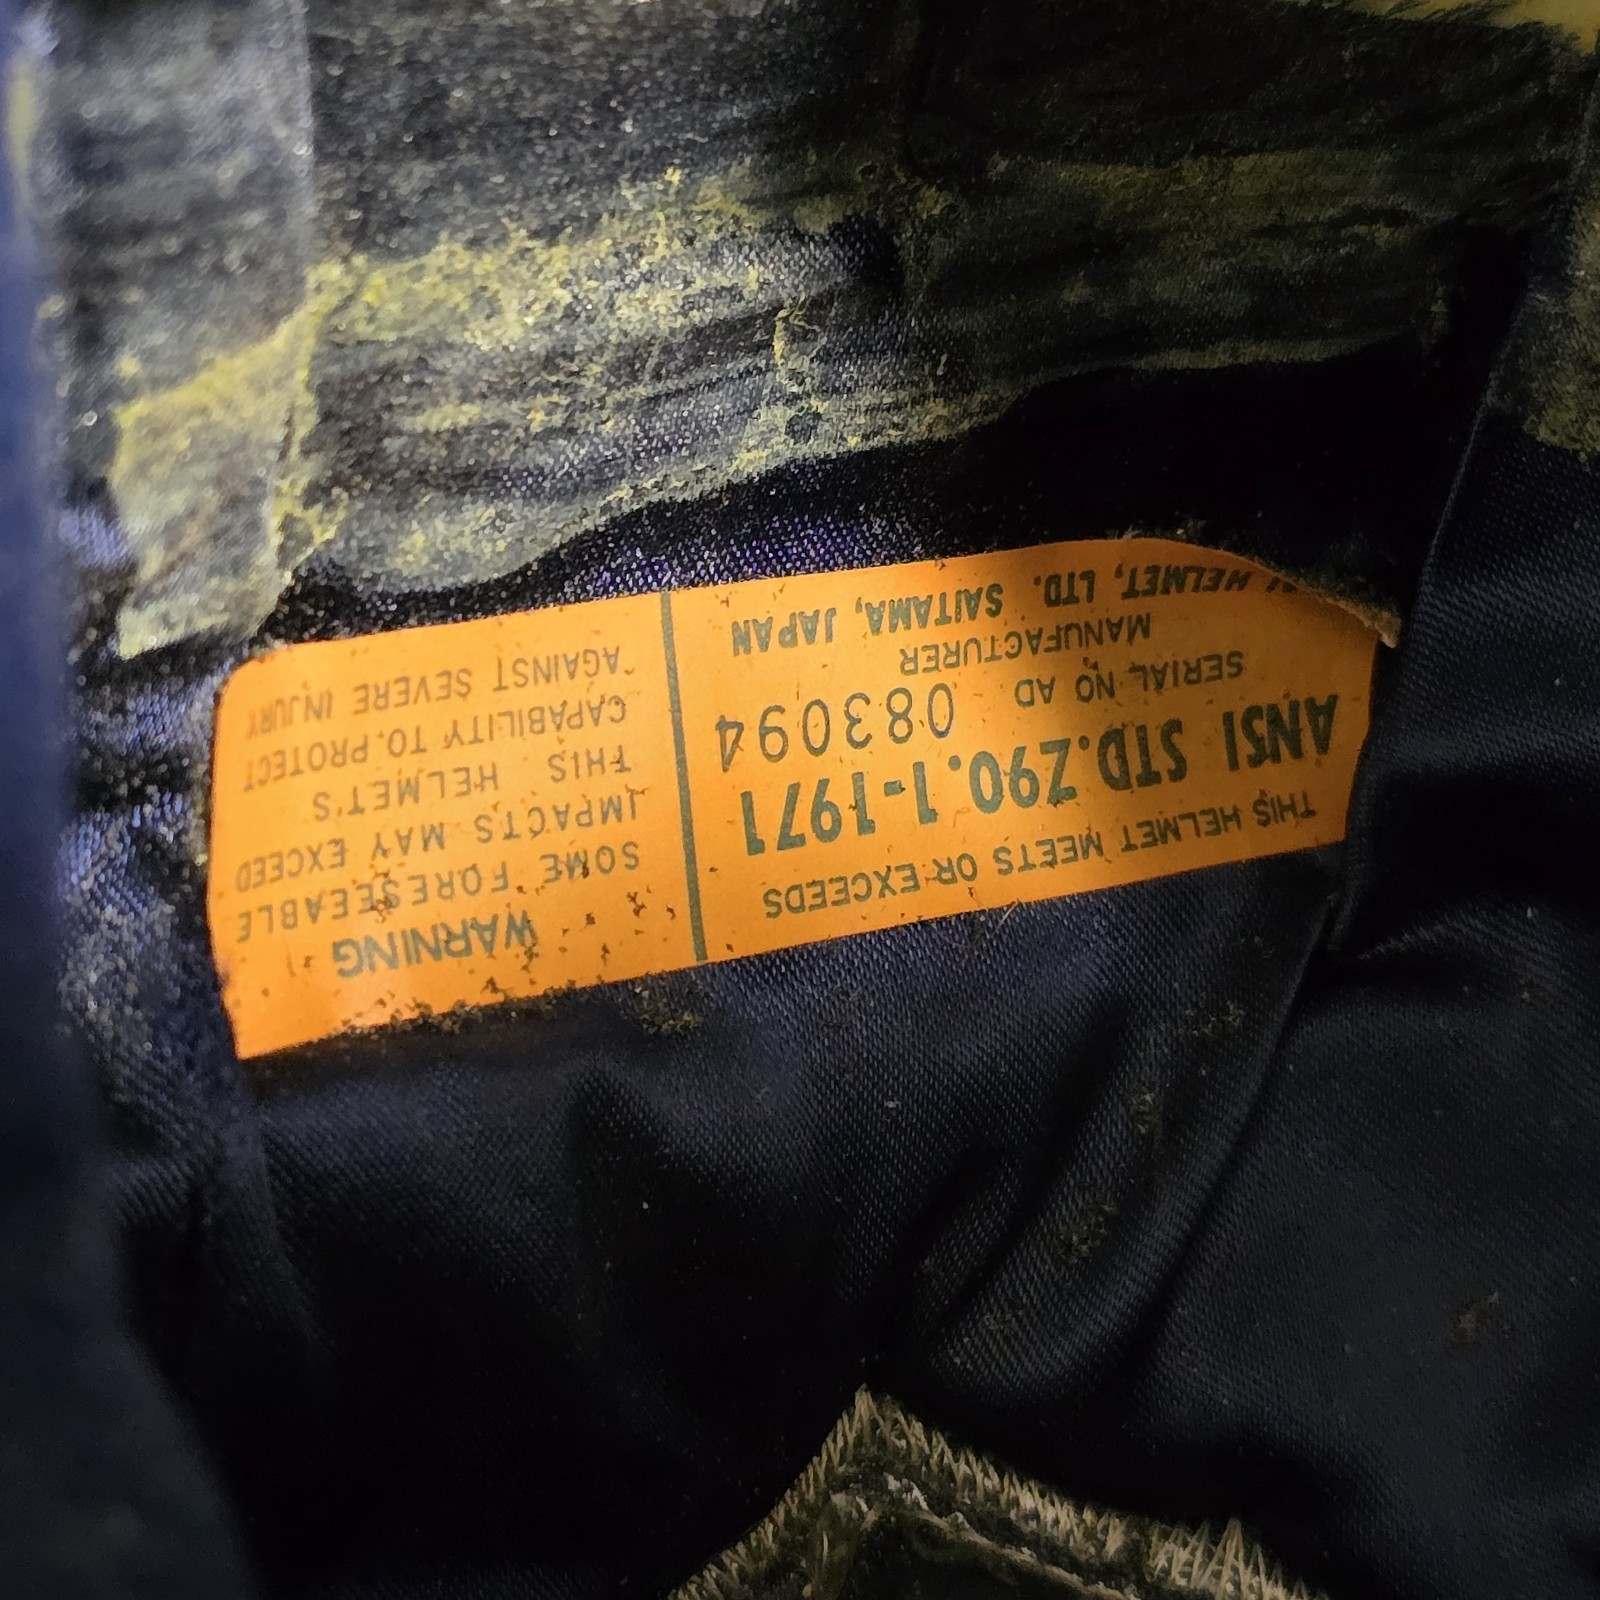 THIS HELMET MEETS OR EXCEEDS
ANSI STD.Z90.1-1971
SERIAL NO AD 083094
MANUFACTURER
HELMET, LTD. SAITAMA, JAPAN
WARNING
SOME FORESEEABLE
IMPACTS MAY EXCEED
THIS HELMET'S
CAPABILITY TO PROTECT
AGAINST SEVERE INJURY